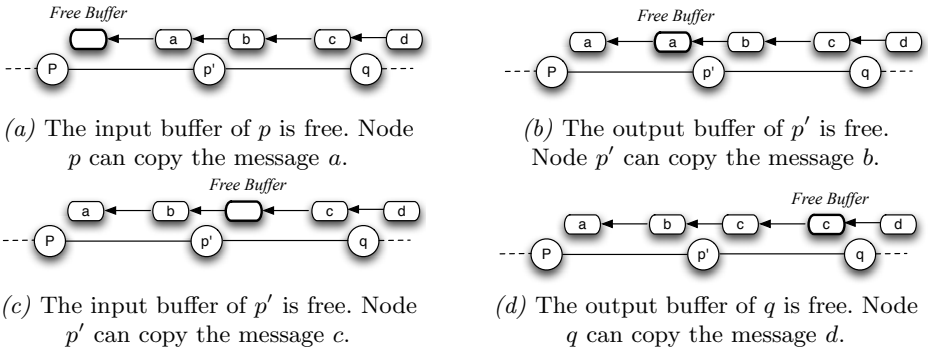 Free Buffer
a b c d
P p' q
(a) The input buffer of p is free. Node
p can copy the message a.
Free Buffer
a a b c d
P p' q
(b) The output buffer of p′ is free.
Node p′ can copy the message b.
Free Buffer
a b c d
P p' q
(c) The input buffer of p′ is free. Node
p′ can copy the message c.
Free Buffer
a b c c d
P p' q
(d) The output buffer of q is free. Node
q can copy the message d.